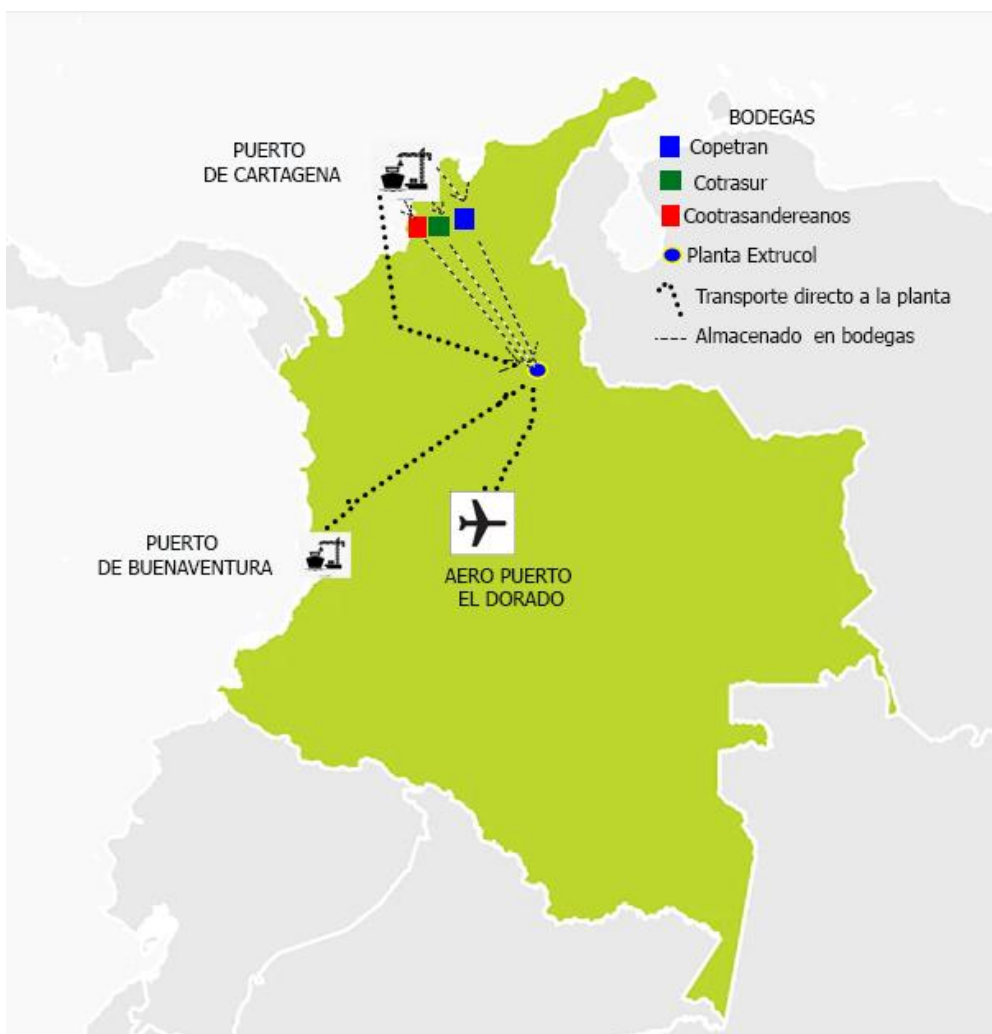 BODEGAS
Copetran
Cotrasur
Cootrasandereanos
Planta Extrucol
Transporte directo a la planta
Almacenado en bodegas
PUERTO
DE CARTAGENA
PUERTO
DE BUENAVENTURA
AERO PUERTO
EL DORADO